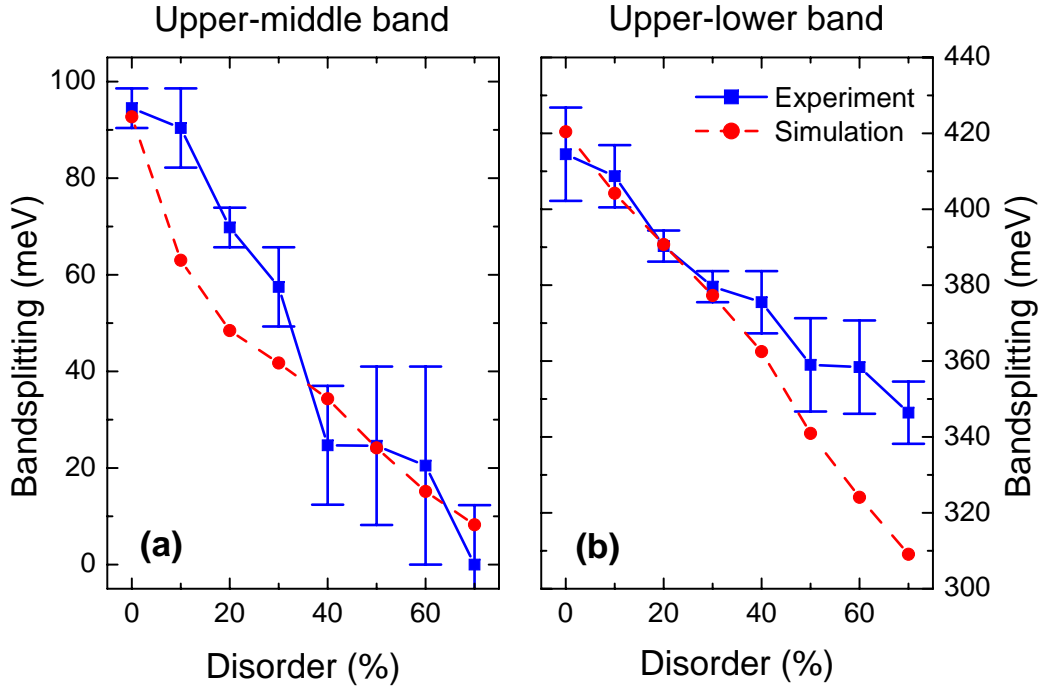 Upper-middle band
Upper-lower band
100
80
60
40
20
0
Bandsplitting (meV)
(a)
0
20
40
60
Disorder (%)
Experiment
Simulation
(b)
0
20
40
60
Disorder (%)
440
420
400
380
360
340
320
300
Bandsplitting (meV)